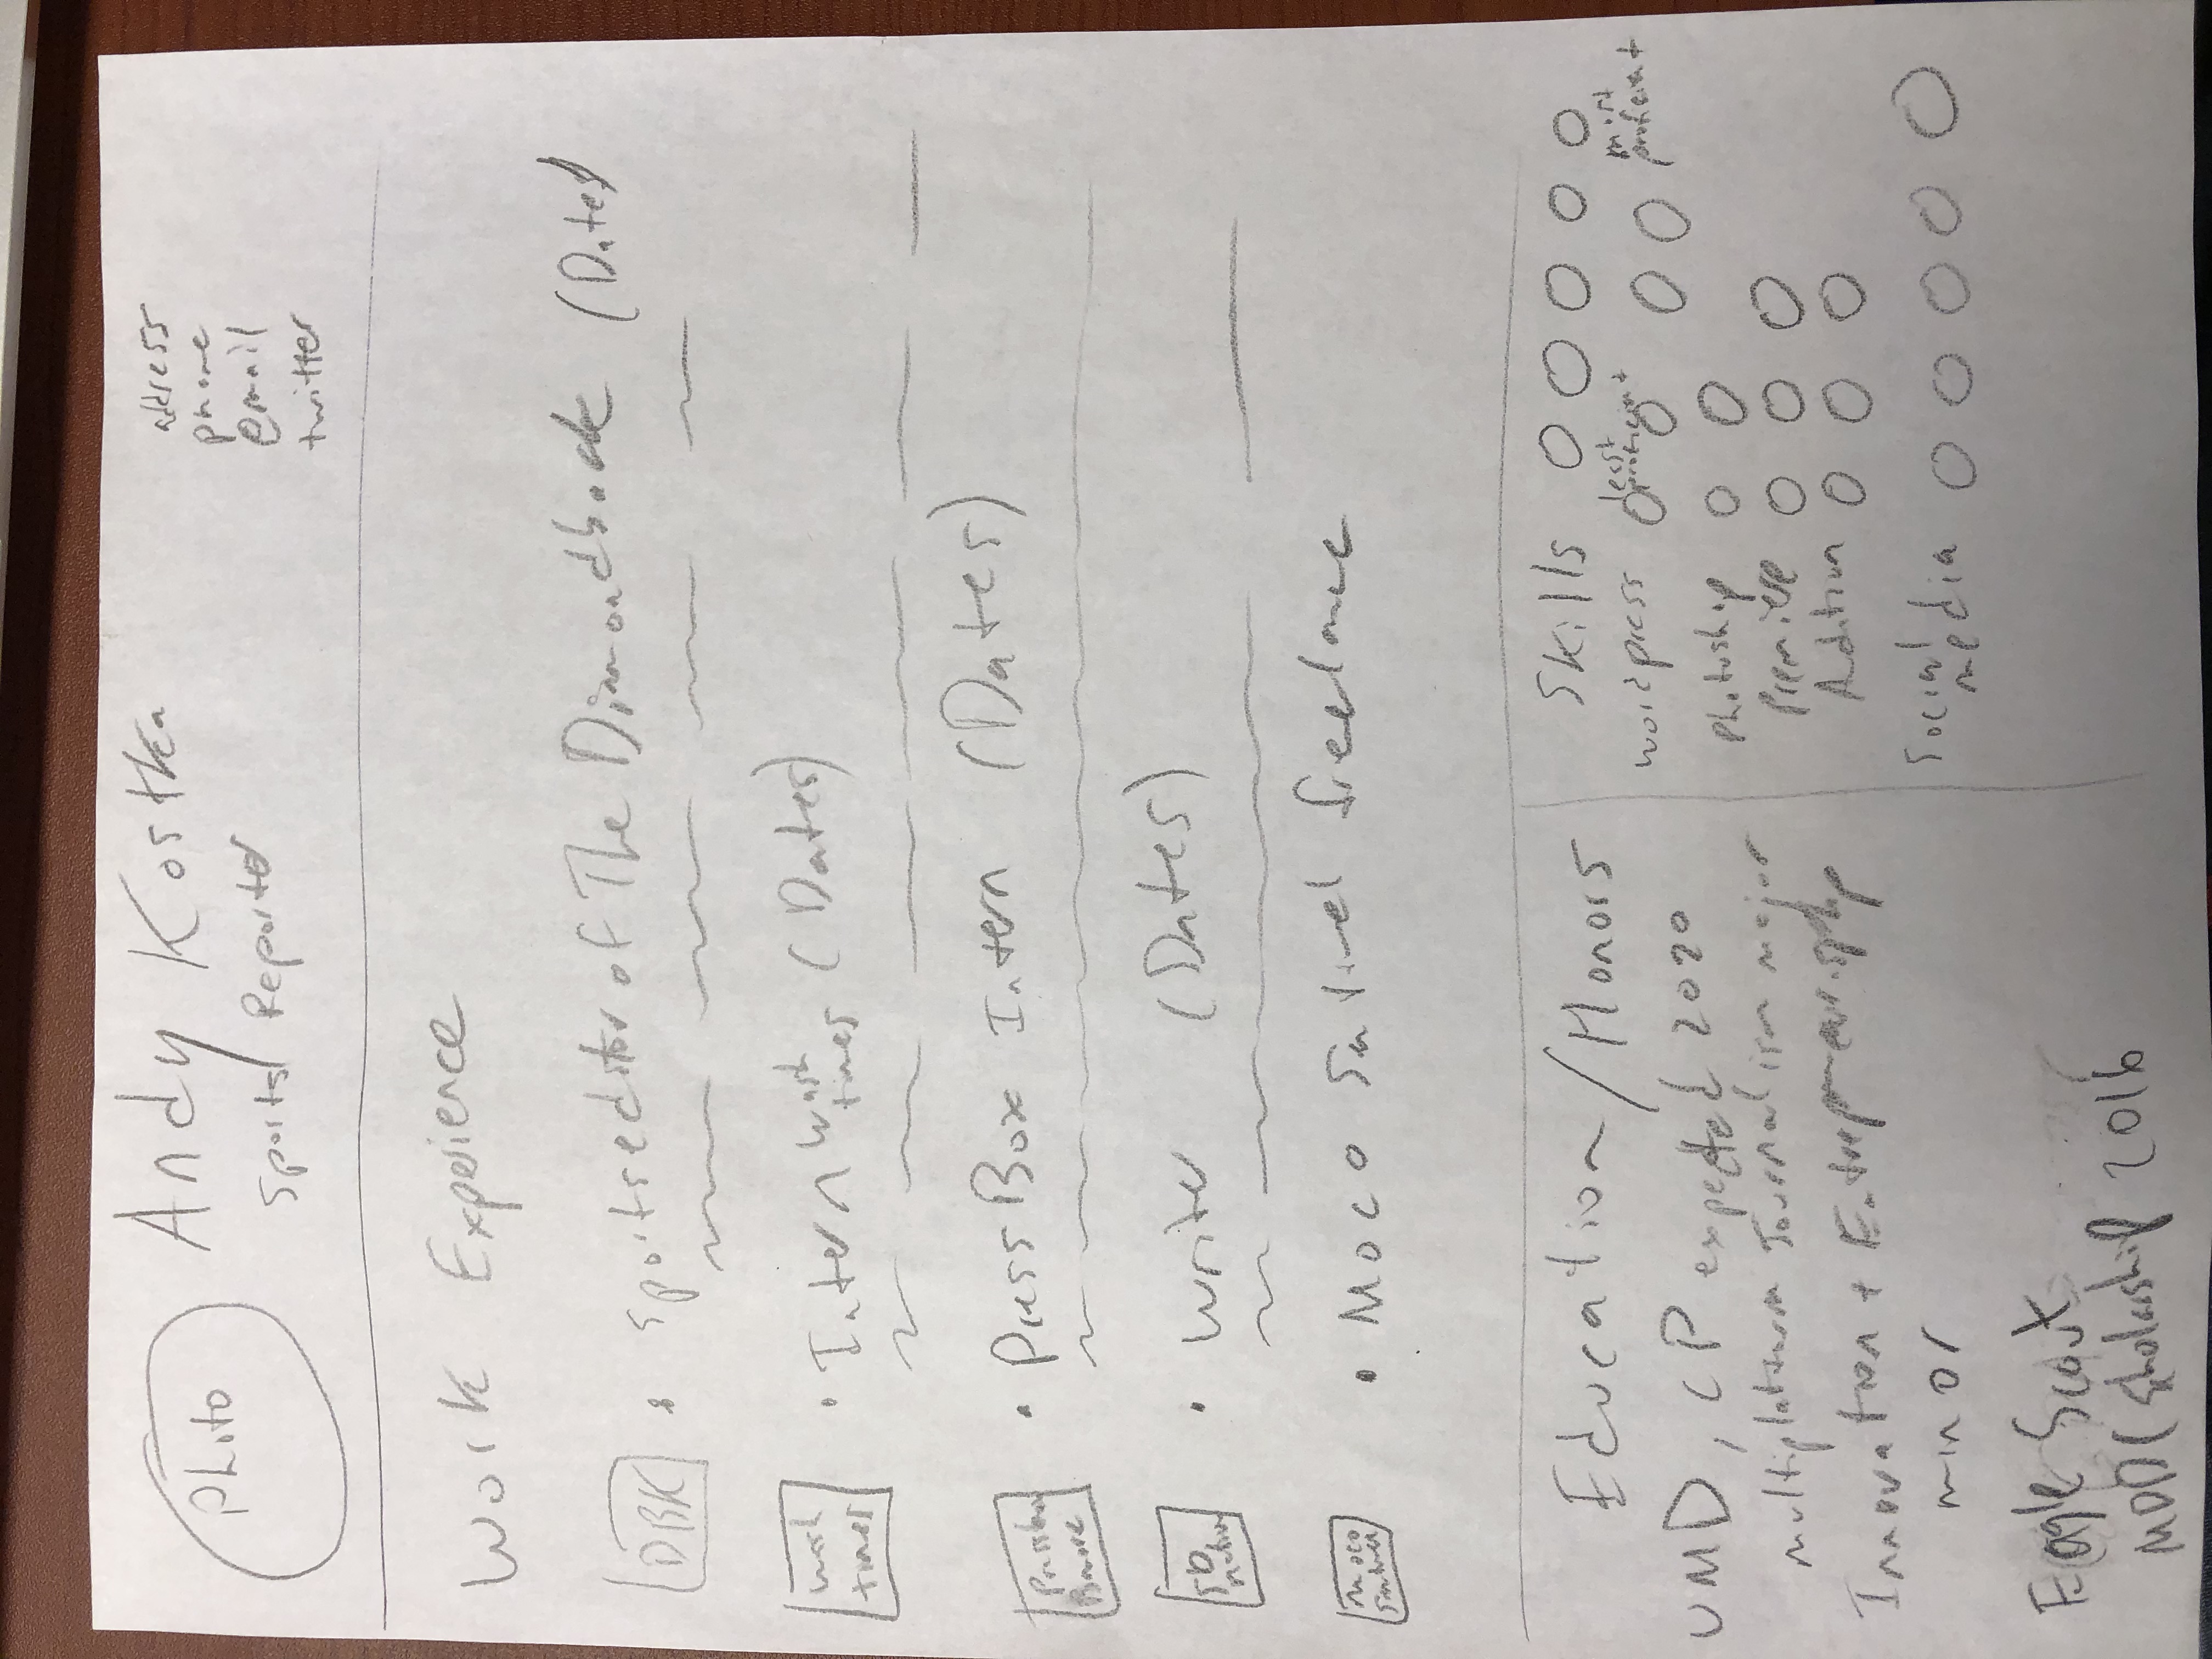 Photo
Andy Kostka
Sports Reporter
address
phone
email
twitter
Work Experience
DBK
• Sports editor of The Diamondback (Dates)
Wash
times
• Intern Wash times (Dates)
Pressbox
Bmore
• PressBox Intern (Dates)
SB
nation
• Writer (Dates)
Moco
Sentinel
• Moco Sentinel freelance
Education/Honors
UMD, CP expected 2020
Multiplatform Journalism major
Innovation + Entrepreneurship
minor
Eagle Scout
MDDC Scholarship 2016
Skills
least
proficient
most
proficient
Wordpress
Photoshop
Premiere
Audition
Social
media